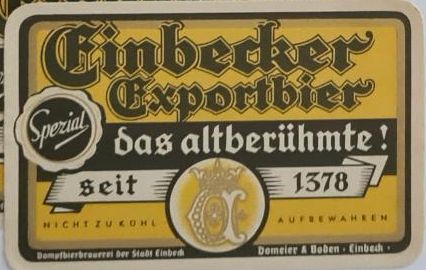 Einbecker
Exportbier
Spezial
das altberühmte!
seit 1378
NICHT ZU KÜHL AUFBEWAHREN
Dampfbierbrauerei der Stadt Einbeck Domeier & Boden · Einbeck ·